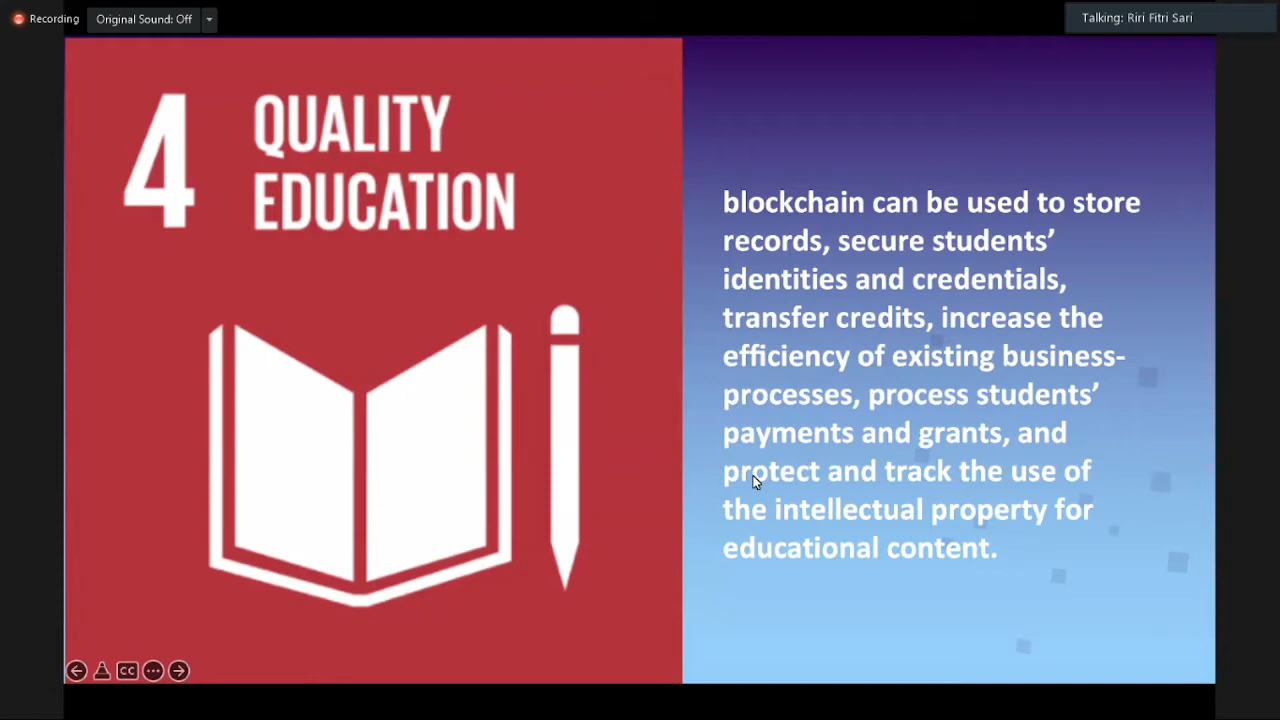 Recording
Original Sound: Off
Talking: Riri Fitri Sari
4
QUALITY
EDUCATION
blockchain can be used to store
records, secure students’
identities and credentials,
transfer credits, increase the
efficiency of existing business-
processes, process students’
payments and grants, and
protect and track the use of
the intellectual property for
educational content.
CC